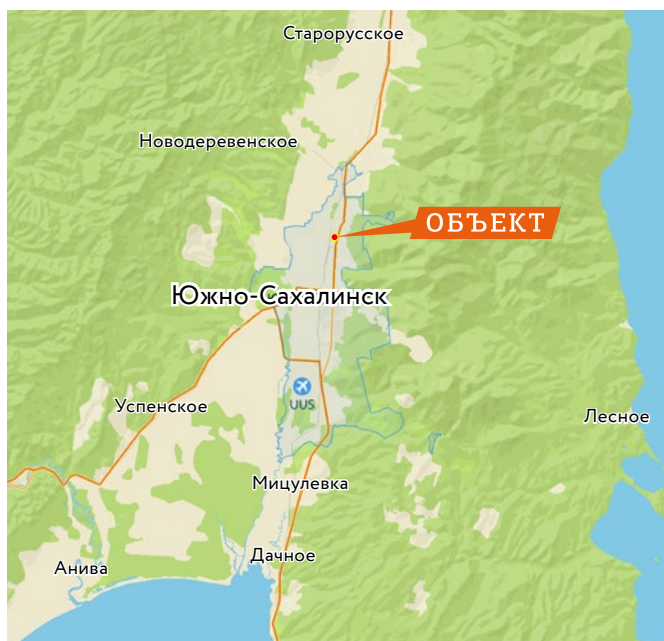 Старорусское
Новодеревенское
ОБЪЕКТ
Южно-Сахалинск
UUS
Успенское
Лесное
Мицулевка
Дачное
Анива